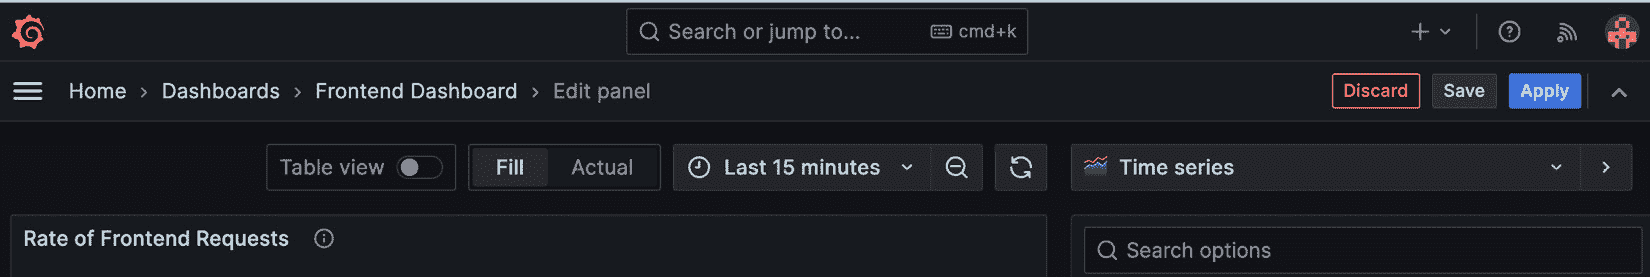 Search or jump to... cmd+k
Home › Dashboards › Frontend Dashboard › Edit panel Discard Save Apply
Table view Fill Actual Last 15 minutes Time series
Rate of Frontend Requests Search options